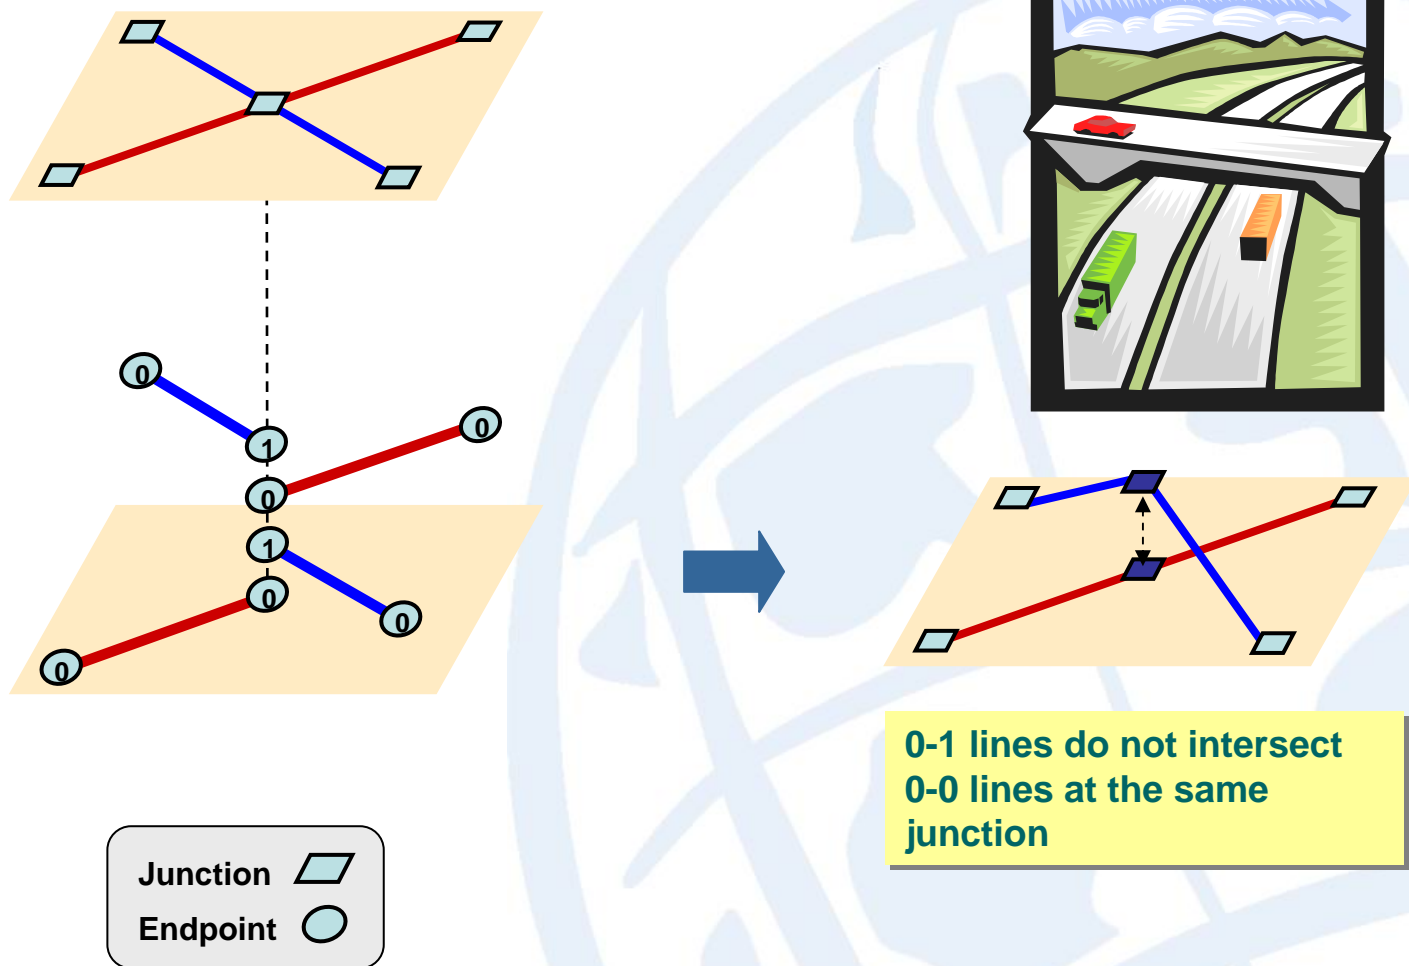 0
1
0
0
1
0
0
0
0-1 lines do not intersect
0-0 lines at the same
junction
Junction
Endpoint